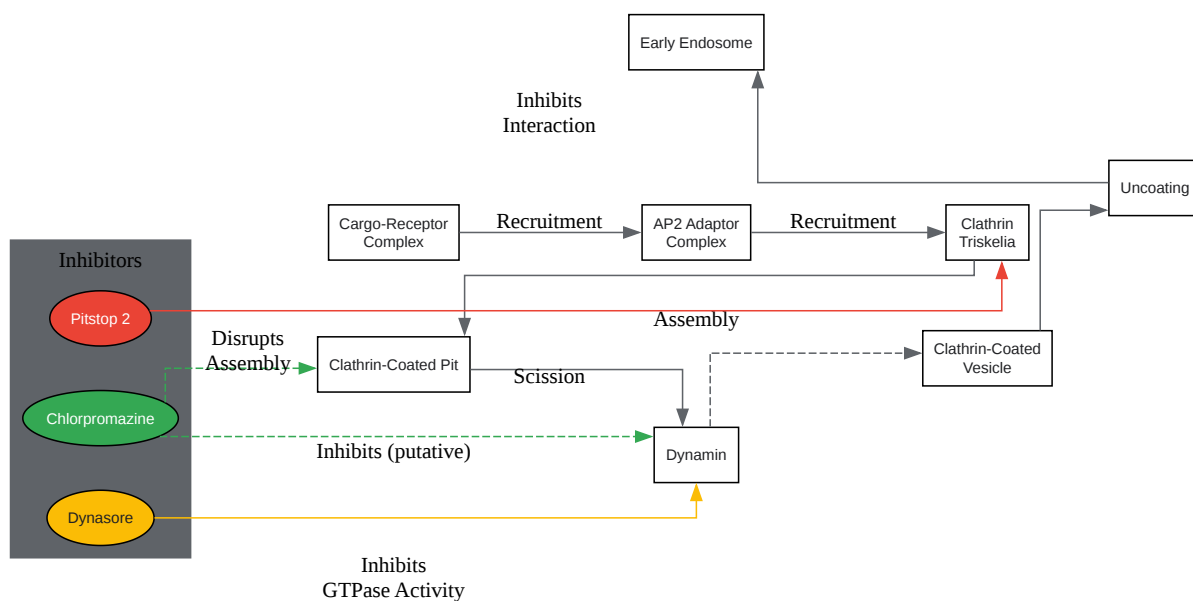 Early Endosome
Inhibits
Interaction
Uncoating
Cargo-Receptor
Complex
Recruitment
AP2 Adaptor
Complex
Recruitment
Clathrin
Triskelia
Inhibitors
Pitstop 2
Assembly
Disrupts
Assembly
Clathrin-Coated Pit
Scission
Clathrin-Coated
Vesicle
Chlorpromazine
Inhibits (putative)
Dynamin
Dynasore
Inhibits
GTPase Activity